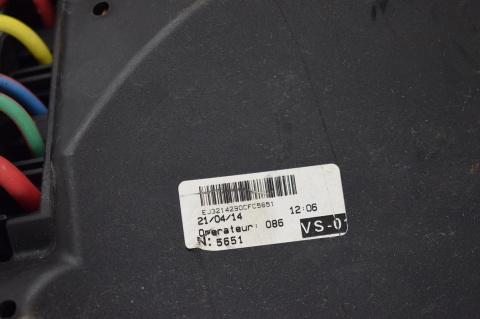 EJ3214290CFC5651
21/04/14 12:06
Operateur: 086
N: 5651
VS-0